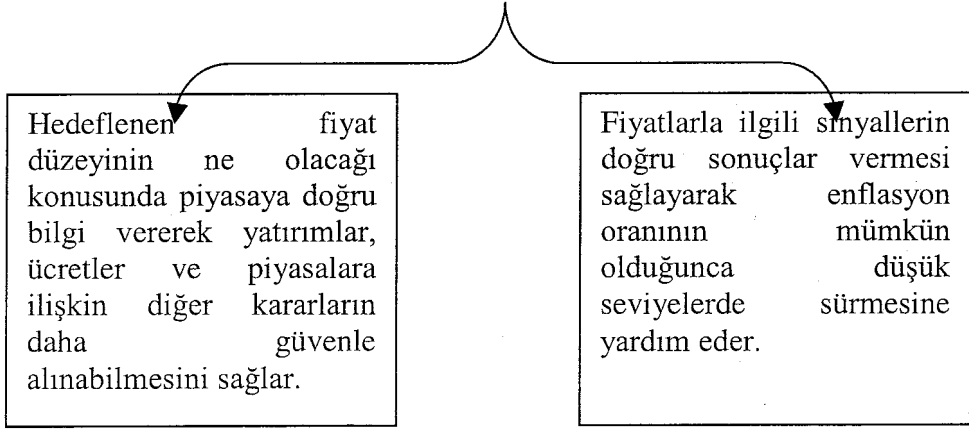 Hedeflenen fiyat
düzeyinin ne olacağı
konusunda piyasaya doğru
bilgi vererek yatırımlar,
ücretler ve piyasalara
ilişkin diğer kararların
daha güvenle
alınabilmesini sağlar.
Fiyatlarla ilgili sinyallerin
doğru sonuçlar vermesi
sağlayarak enflasyon
oranının mümkün
olduğunca düşük
seviyelerde sürmesine
yardım eder.